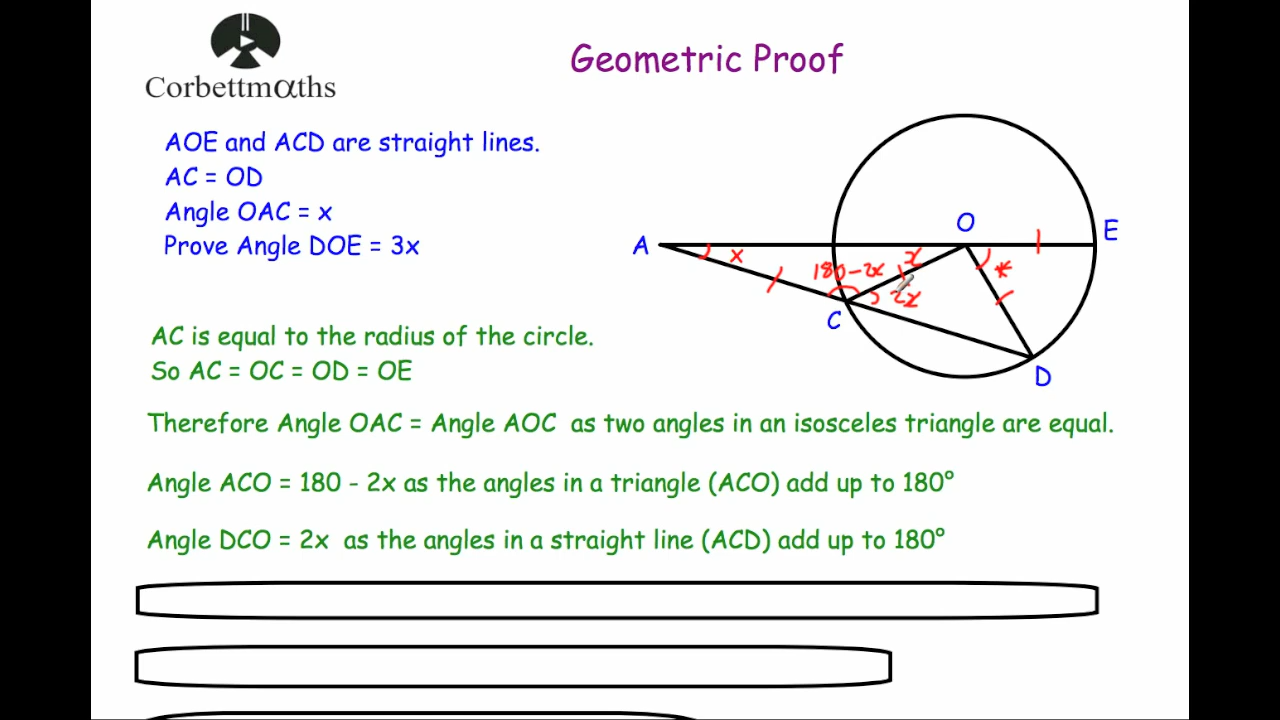 Corbettmαths
Geometric Proof
AOE and ACD are straight lines.
AC = OD
Angle OAC = x
Prove Angle DOE = 3x
A
O
E
C
D
x
180-2x
x
2x
*
AC is equal to the radius of the circle.
So AC = OC = OD = OE
Therefore Angle OAC = Angle AOC as two angles in an isosceles triangle are equal.
Angle ACO = 180 - 2x as the angles in a triangle (ACO) add up to 180°
Angle DCO = 2x as the angles in a straight line (ACD) add up to 180°